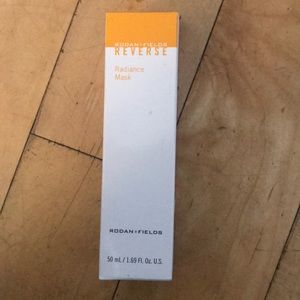 RODAN+FIELDS
REVERSE
Radiance
Mask
RODAN+FIELDS
50 mL / 1.69 Fl. Oz. U.S.